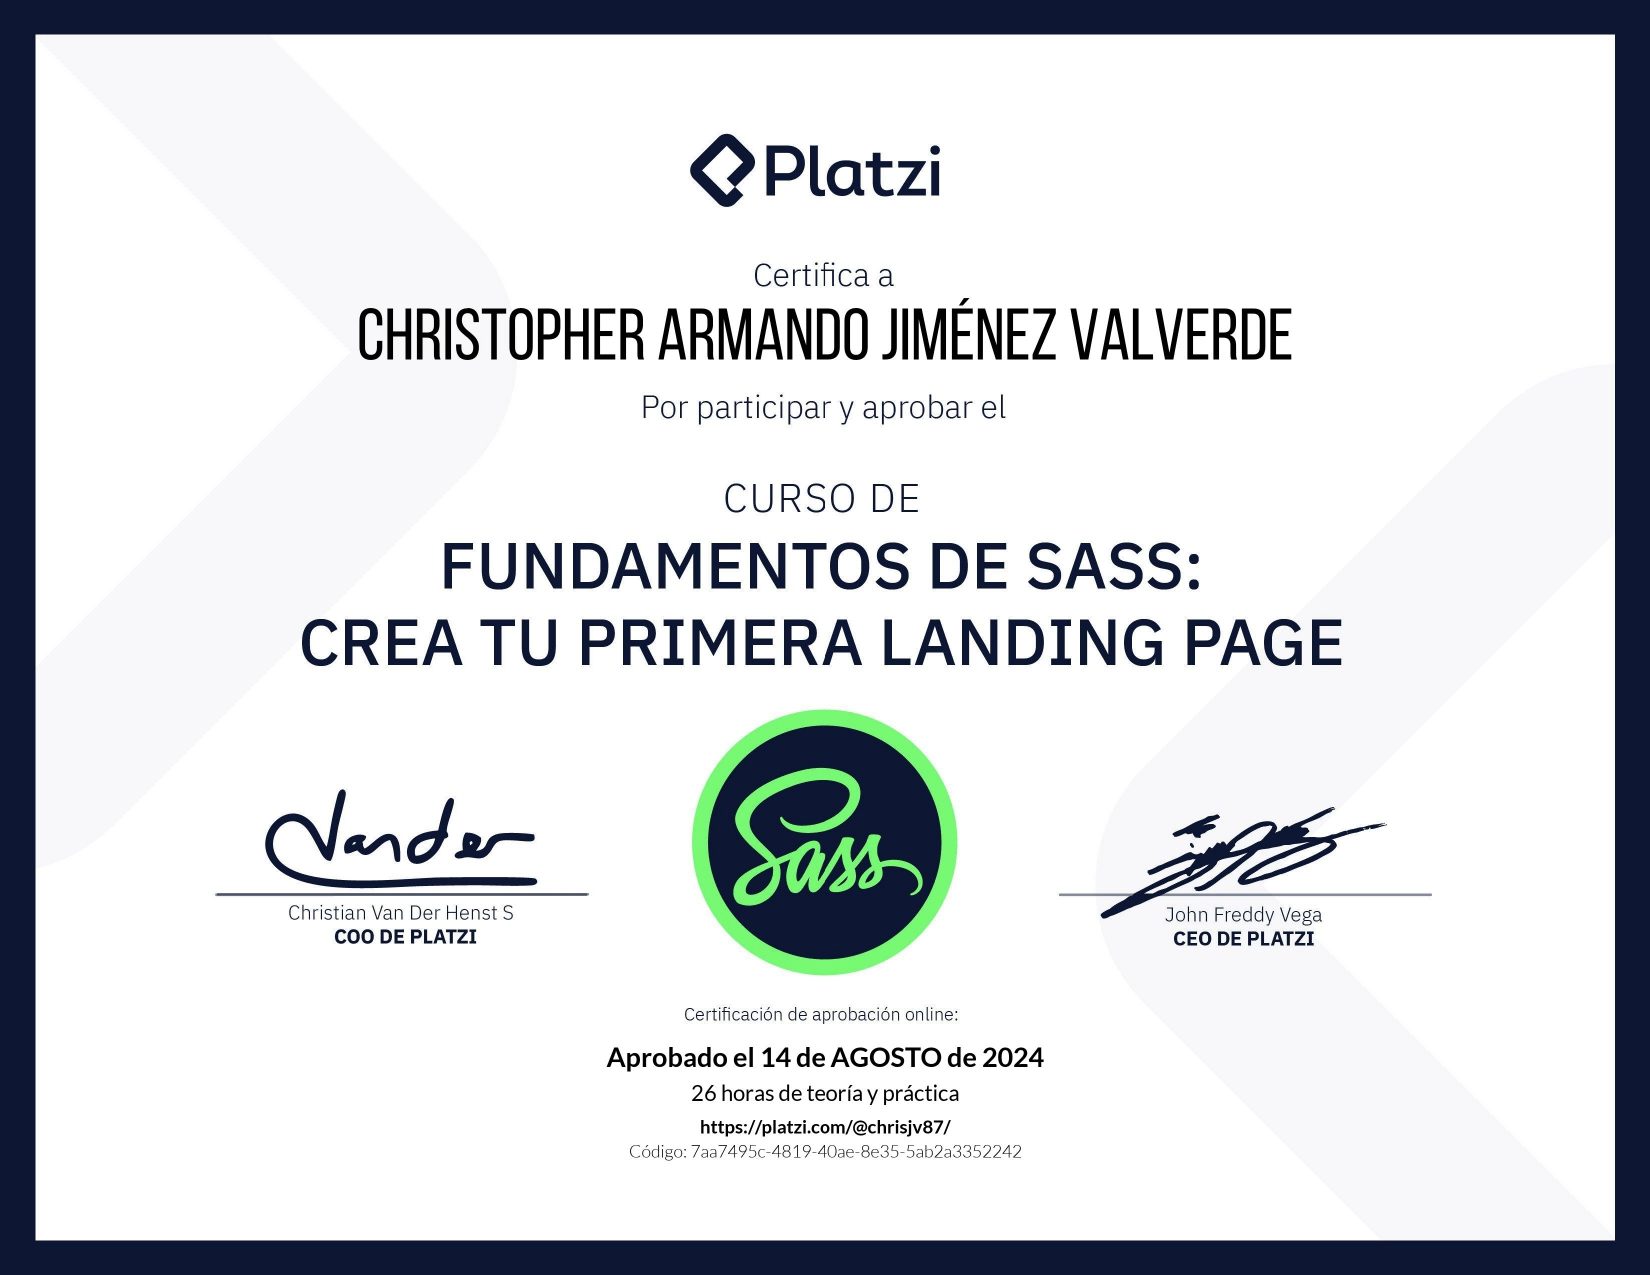 Platzi
Certifica a
CHRISTOPHER ARMANDO JIMÉNEZ VALVERDE
Por participar y aprobar el
CURSO DE
FUNDAMENTOS DE SASS:
CREA TU PRIMERA LANDING PAGE
Sass
Vander
Christian Van Der Henst S
COO DE PLATZI
John Freddy Vega
CEO DE PLATZI
Certificación de aprobación online:
Aprobado el 14 de AGOSTO de 2024
26 horas de teoría y práctica
https://platzi.com/@chrisjv87/
Código: 7aa7495c-4819-40ae-8e35-5ab2a3352242